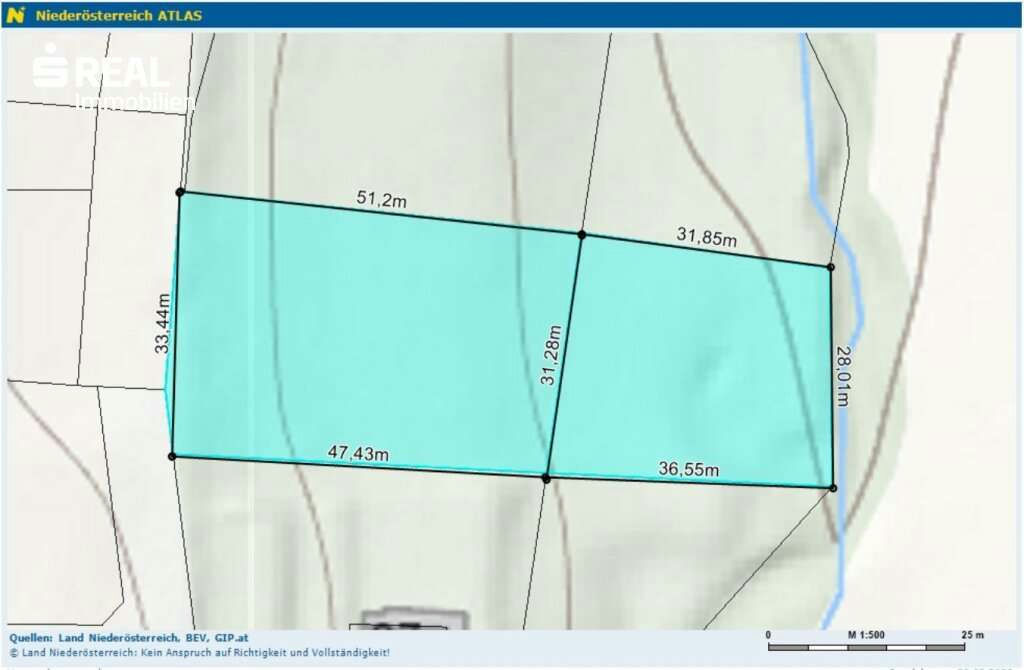 Niederösterreich ATLAS
S REAL
Immobilien
51,2m
31,85m
33,44m
31,28m
28,01m
47,43m
36,55m
Quellen: Land Niederösterreich, BEV, GIP.at
© Land Niederösterreich: Kein Anspruch auf Richtigkeit und Vollständigkeit!
0 M 1:500 25 m